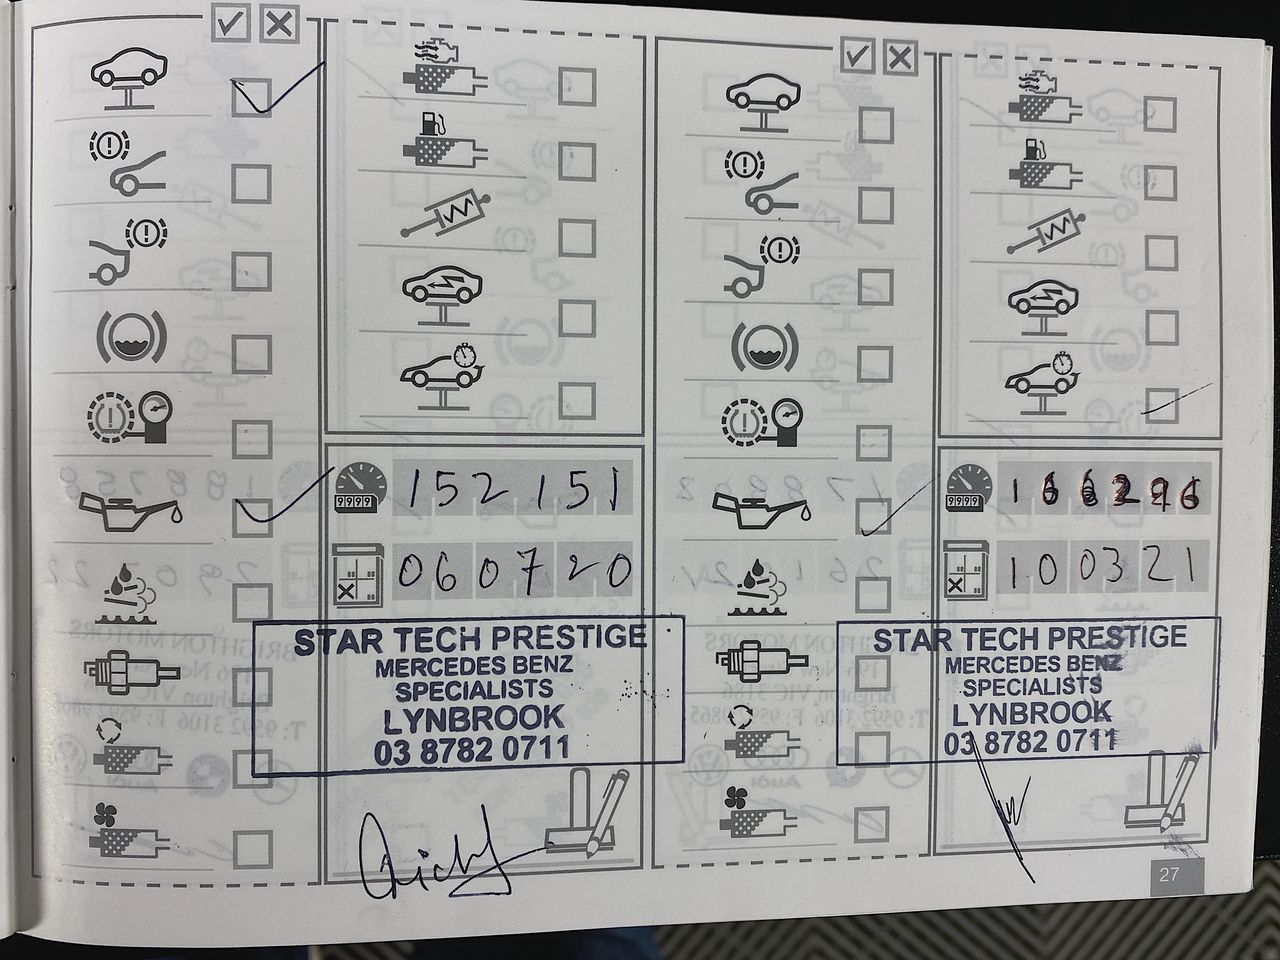 152151
060720
STAR TECH PRESTIGE
MERCEDES BENZ
SPECIALISTS
LYNBROOK
03 8782 0711
166296
100321
STAR TECH PRESTIGE
MERCEDES BENZ
SPECIALISTS
LYNBROOK
03 8782 0711
27